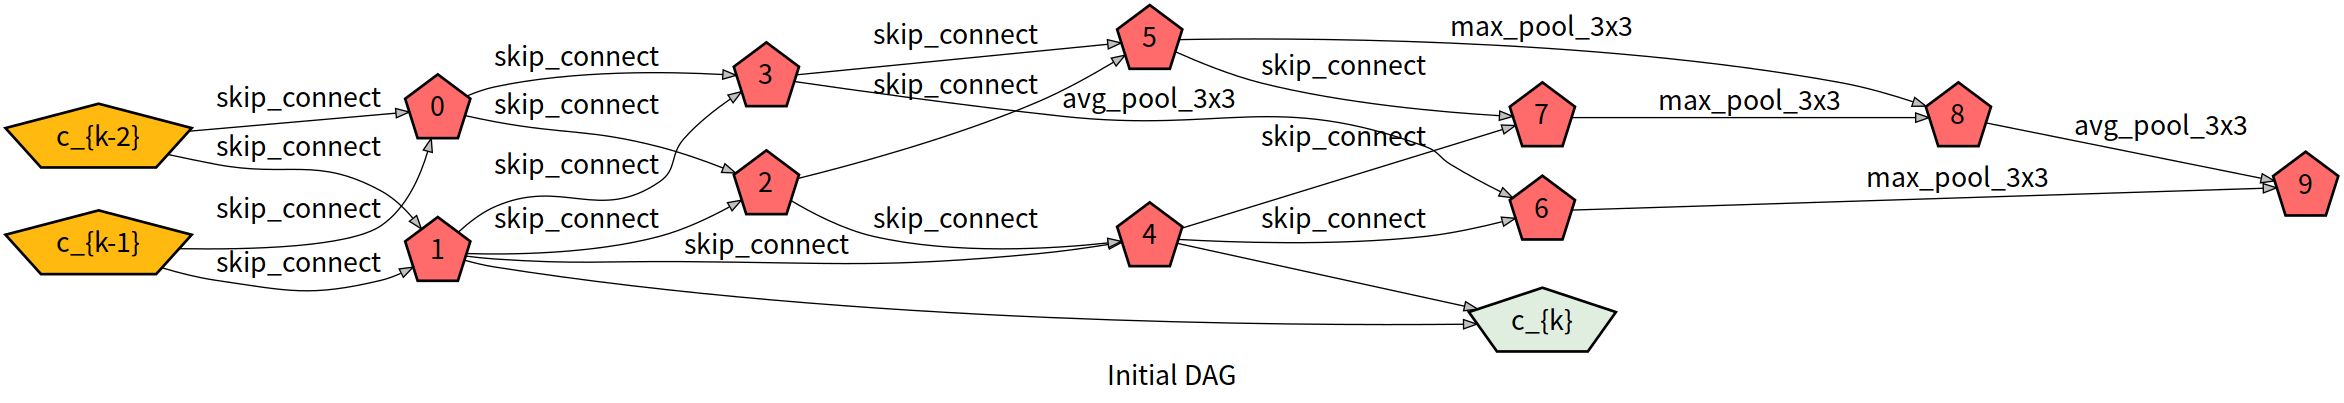 c_{k-2}
c_{k-1}
skip_connect
skip_connect
skip_connect
skip_connect
0
1
skip_connect
skip_connect
skip_connect
skip_connect
skip_connect
3
2
skip_connect
skip_connect
avg_pool_3x3
skip_connect
5
4
max_pool_3x3
skip_connect
skip_connect
skip_connect
7
6
c_{k}
max_pool_3x3
max_pool_3x3
8
avg_pool_3x3
9
Initial DAG